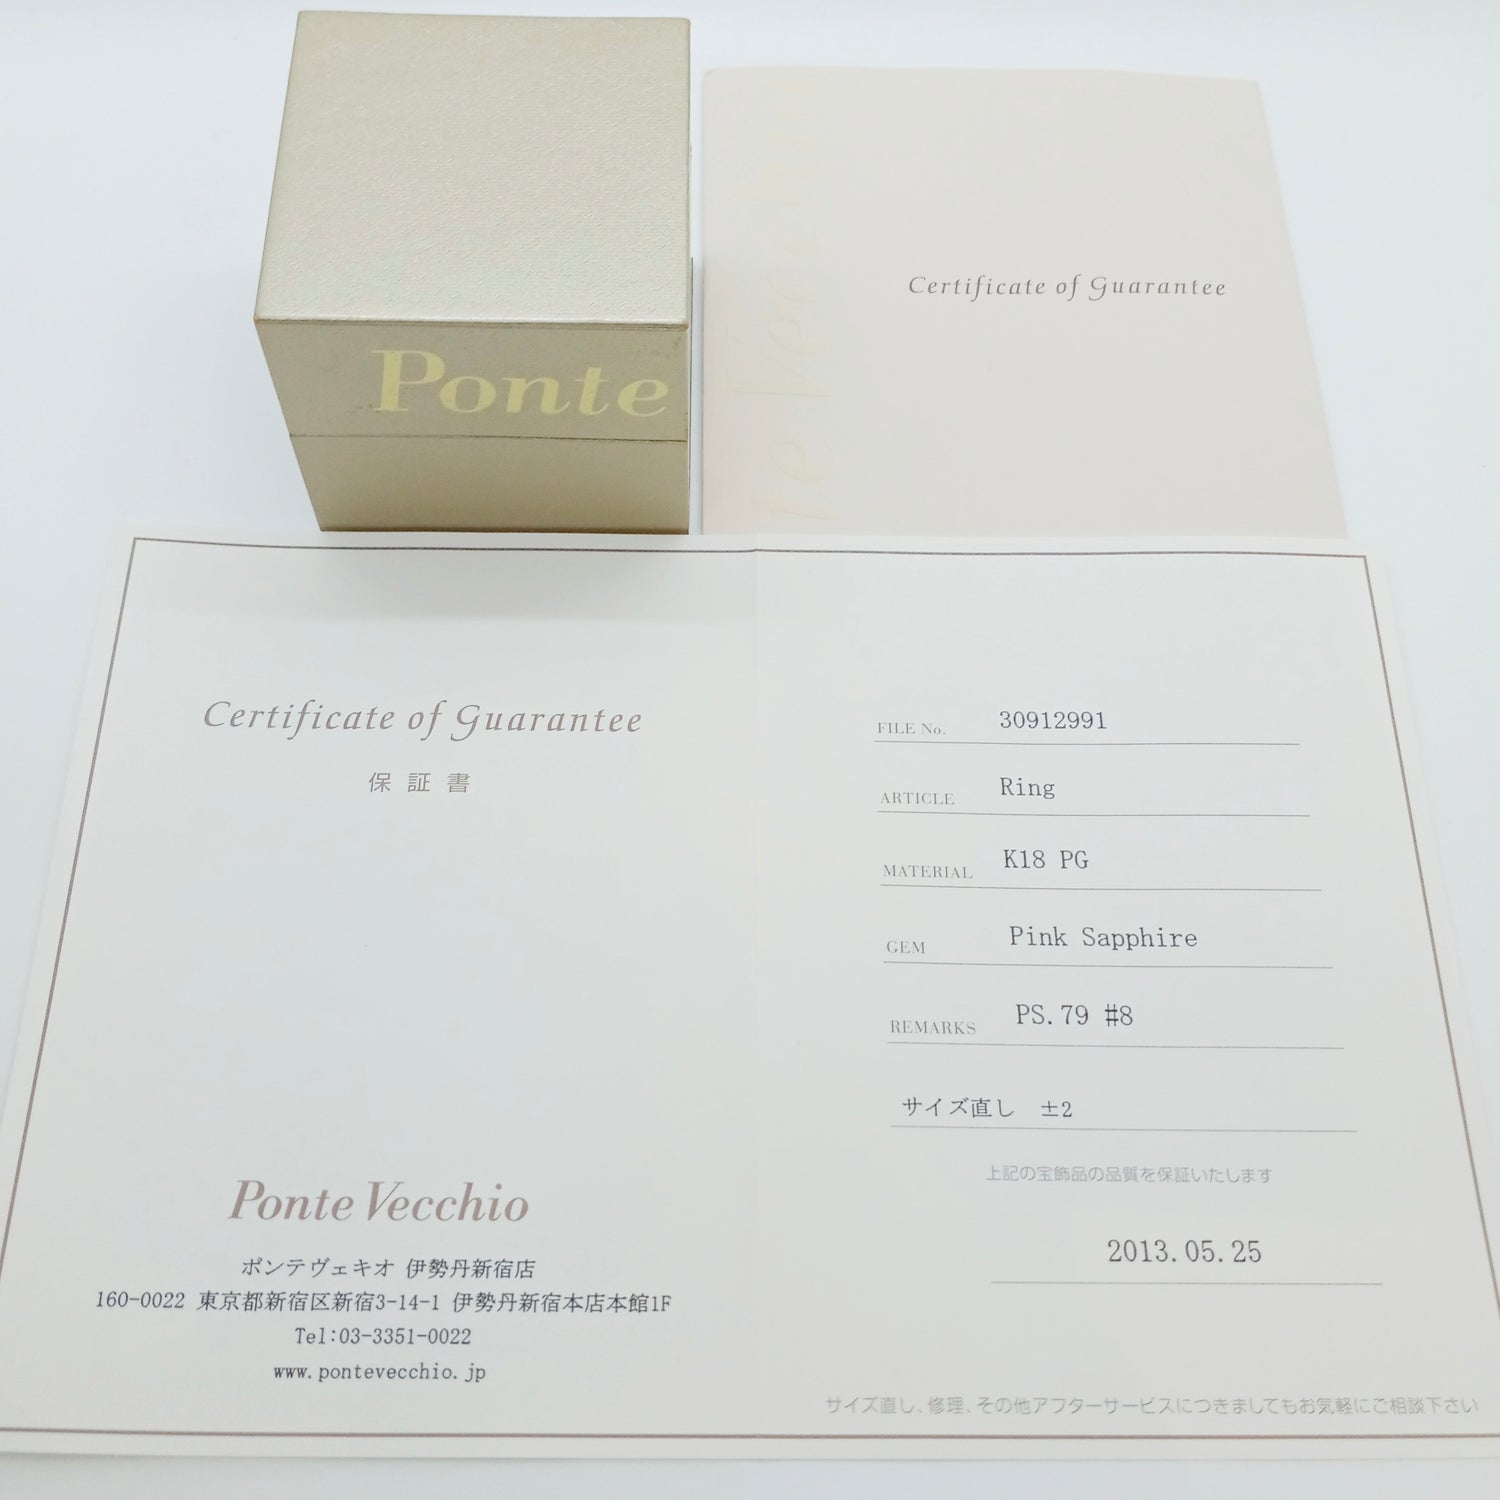 Ponte
Certificate of Guarantee
te Vecchio
Certificate of Guarantee
保証書
Ponte Vecchio
ポンテヴェキオ 伊勢丹新宿店
160-0022 東京都新宿区新宿3-14-1 伊勢丹新宿本店本館1F
Tel:03-3351-0022
www.pontevecchio.jp
FILE No. 30912991
ARTICLE Ring
MATERIAL K18 PG
GEM Pink Sapphire
REMARKS PS.79 #8
サイズ直し ±2
上記の宝飾品の品質を保証いたします
2013.05.25
サイズ直し、修理、その他アフターサービスにつきましてもお気軽にご相談下さい